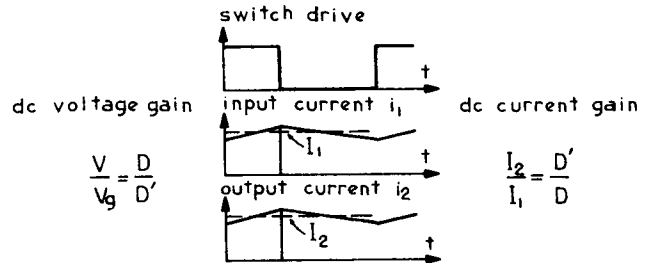 switch drive
t
dc voltage gain
input current i₁
dc current gain
I₁
t
V/Vg = D/D'
I₂/I₁ = D'/D
output current i₂
I₂
t